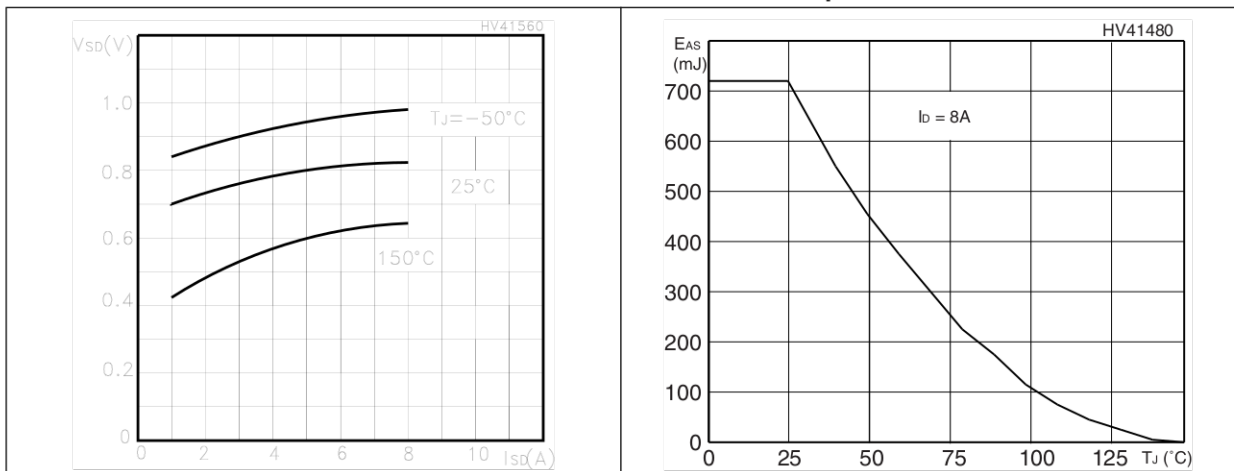 HV41560
VSD(V)
1.0
TJ=−50°C
0.8
25°C
0.6
150°C
0.4
0.2
0
0 2 4 6 8 10 ISD(A)
HV41480
EAS
(mJ)
700
ID = 8A
600
500
400
300
200
100
0
0 25 50 75 100 125 TJ (°C)